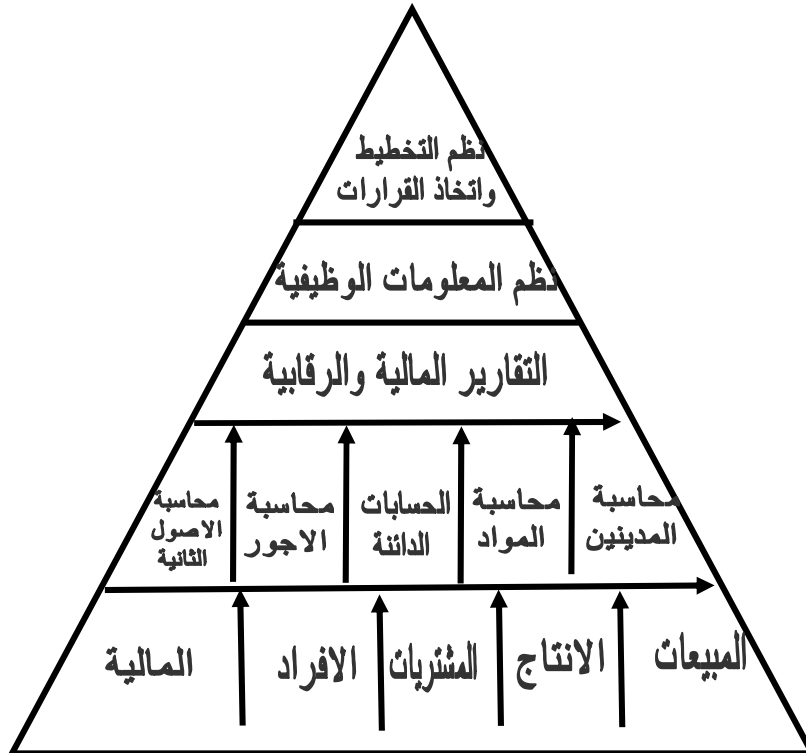 نظم التخطيط
واتخاذ القرارات
نظم المعلومات الوظيفية
التقارير المالية والرقابية
محاسبة
المدينين
محاسبة
المواد
الحسابات
الدائنة
محاسبة
الاجور
محاسبة
الاصول
الثانية
المبيعات
الانتاج
المشتريات
الافراد
المالية